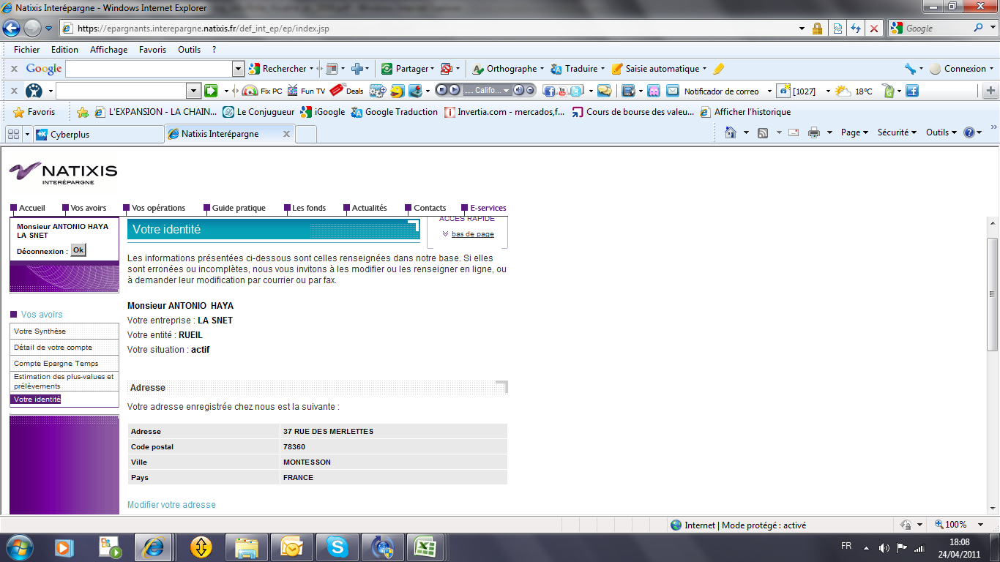 Natixis Interépargne - Windows Internet Explorer
https://epargnants.interepargne.natixis.fr/def_int_ep/ep/index.jsp
Google
Fichier Edition Affichage Favoris Outils ?
Google Rechercher Partager Orthographe Traduire Saisie automatique Connexion
Fix PC Fun TV Deals ...... Califo... Notificador de correo [1027] 18°C
Favoris L'EXPANSION - LA CHAIN... Le Conjugueur iGoogle Google Traduction Invertia.com - mercados,f... Cours de bourse des valeu... Afficher l'historique
Cyberplus Natixis Interépargne Page Sécurité Outils
NATIXIS
INTERÉPARGNE
Accueil Vos avoirs Vos opérations Guide pratique Les fonds Actualités Contacts E-services
Monsieur ANTONIO HAYA
LA SNET
Déconnexion : Ok
Votre identité
ACCES RAPIDE
bas de page
Les informations présentées ci-dessous sont celles renseignées dans notre base. Si elles
sont erronées ou incomplètes, nous vous invitons à les modifier ou les renseigner en ligne, ou
à demander leur modification par courrier ou par fax.
Monsieur ANTONIO HAYA
Votre entreprise : LA SNET
Votre entité : RUEIL
Votre situation : actif
Vos avoirs
Votre Synthèse
Détail de votre compte
Compte Epargne Temps
Estimation des plus-values et
prélèvements
Votre identité
Adresse
Votre adresse enregistrée chez nous est la suivante :
Adresse 37 RUE DES MERLETTES
Code postal 78360
Ville MONTESSON
Pays FRANCE
Modifier votre adresse
Internet | Mode protégé : activé
100%
FR
18:08
24/04/2011